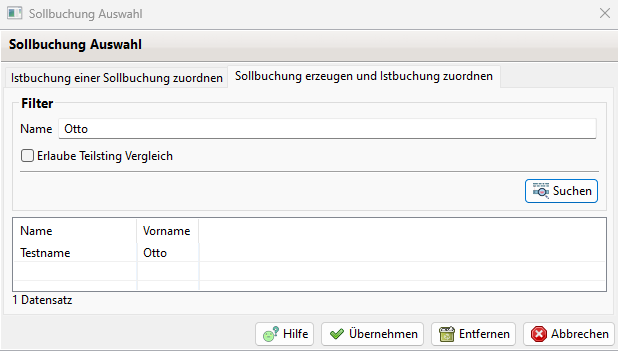 Sollbuchung Auswahl
Sollbuchung Auswahl
Istbuchung einer Sollbuchung zuordnen Sollbuchung erzeugen und Istbuchung zuordnen
Filter
Name Otto
Erlaube Teilsting Vergleich
Suchen
Name Vorname
Testname Otto
1 Datensatz
Hilfe Übernehmen Entfernen Abbrechen